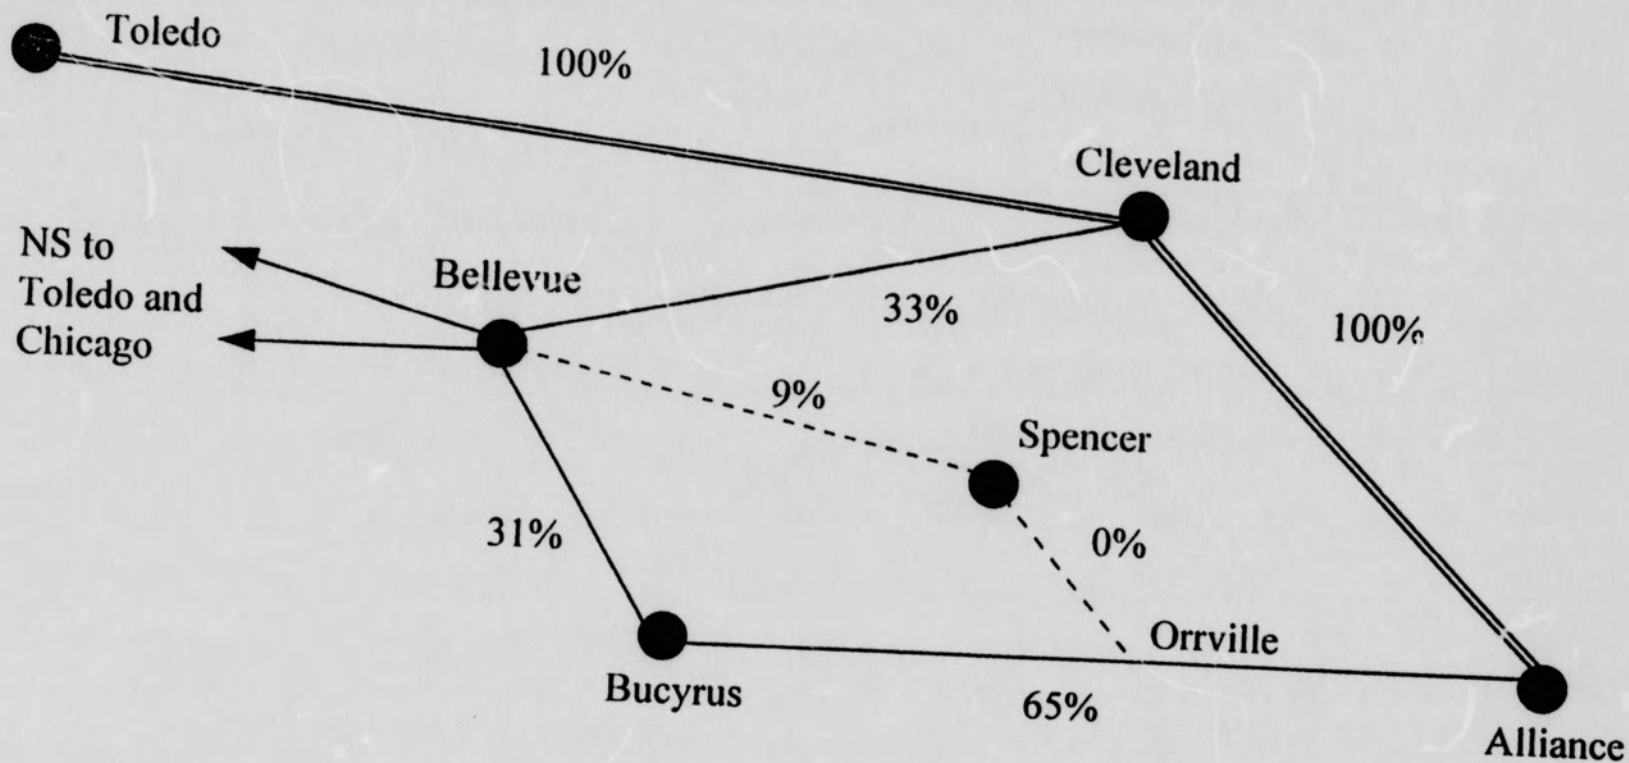 Toledo
100%
Cleveland
NS to
Toledo and
Chicago
Bellevue
33%
100%
9%
Spencer
31%
0%
Orrville
Bucyrus
65%
Alliance